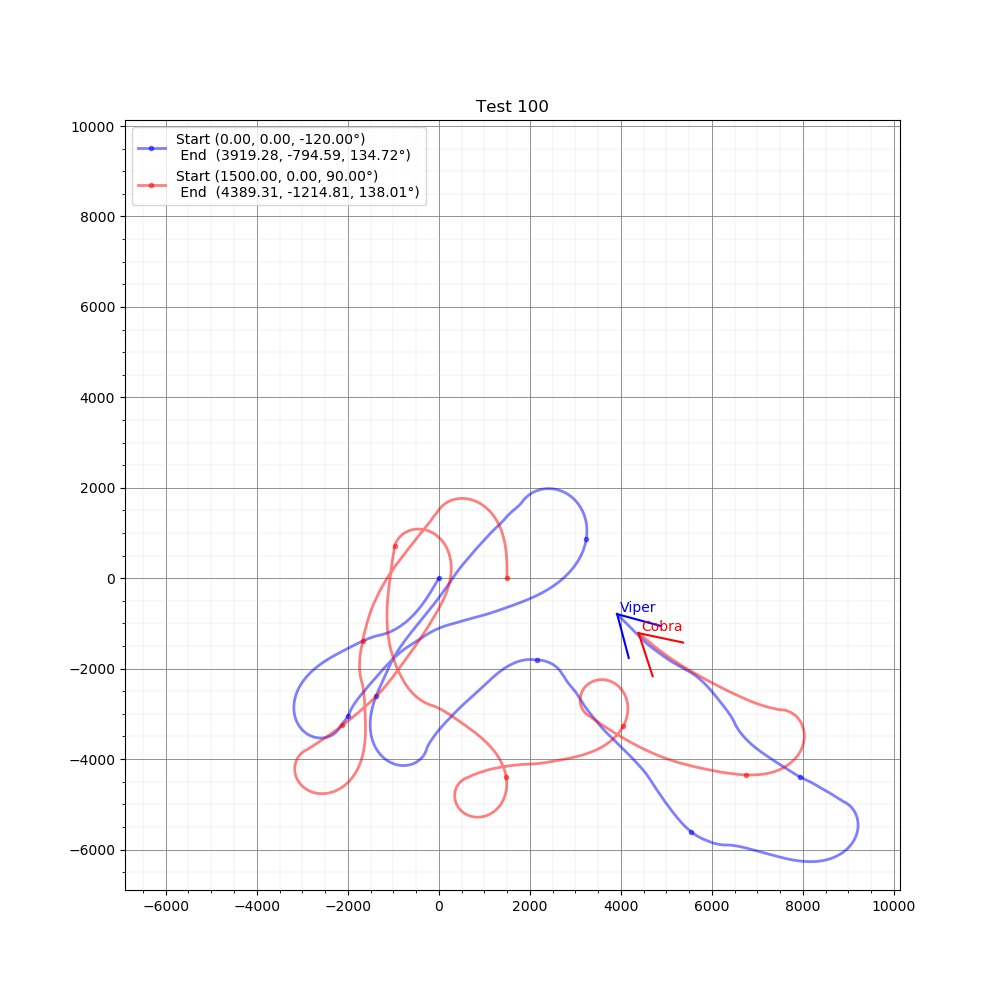 Test 100
10000
8000
6000
4000
2000
0
−2000
−4000
−6000
Start (0.00, 0.00, -120.00°)
End (3919.28, -794.59, 134.72°)
Start (1500.00, 0.00, 90.00°)
End (4389.31, -1214.81, 138.01°)
Viper
Cobra
−6000 −4000 −2000 0 2000 4000 6000 8000 10000